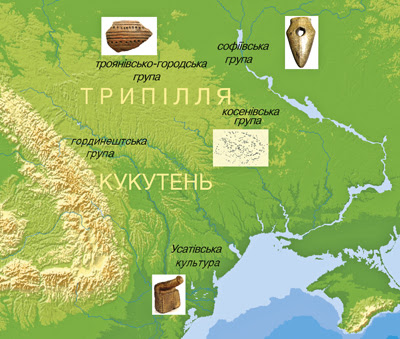 софіївська
група
троянівсько-городська
група
ТРИПІЛЛЯ
косенівська
група
гординештська
група
КУКУТЕНЬ
Усатівська
культура